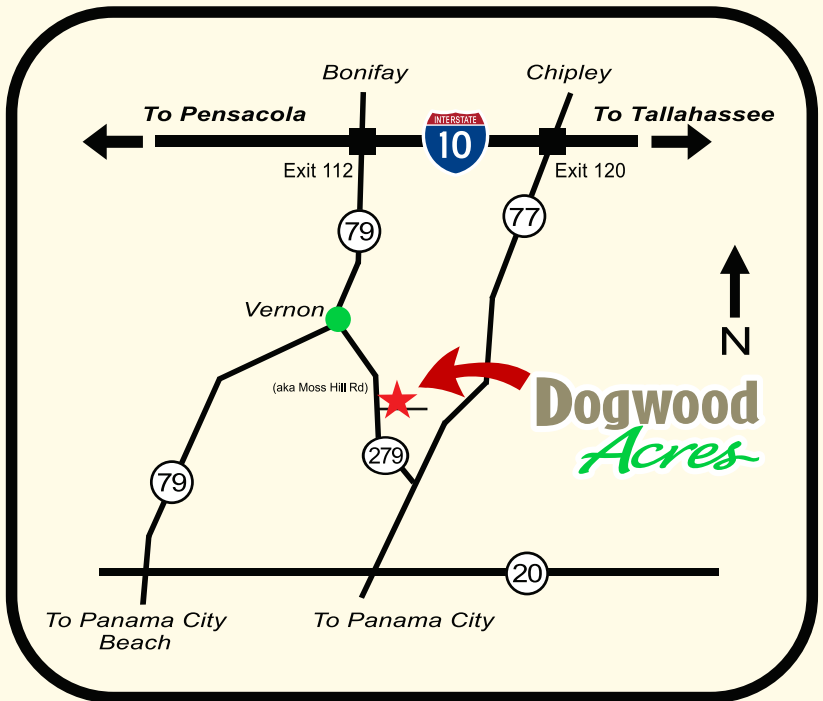 Bonifay
Chipley
To Pensacola
INTERSTATE
10
To Tallahassee
Exit 112
Exit 120
79
77
N
Vernon
(aka Moss Hill Rd)
Dogwood
Acres
279
79
20
To Panama City
Beach
To Panama City